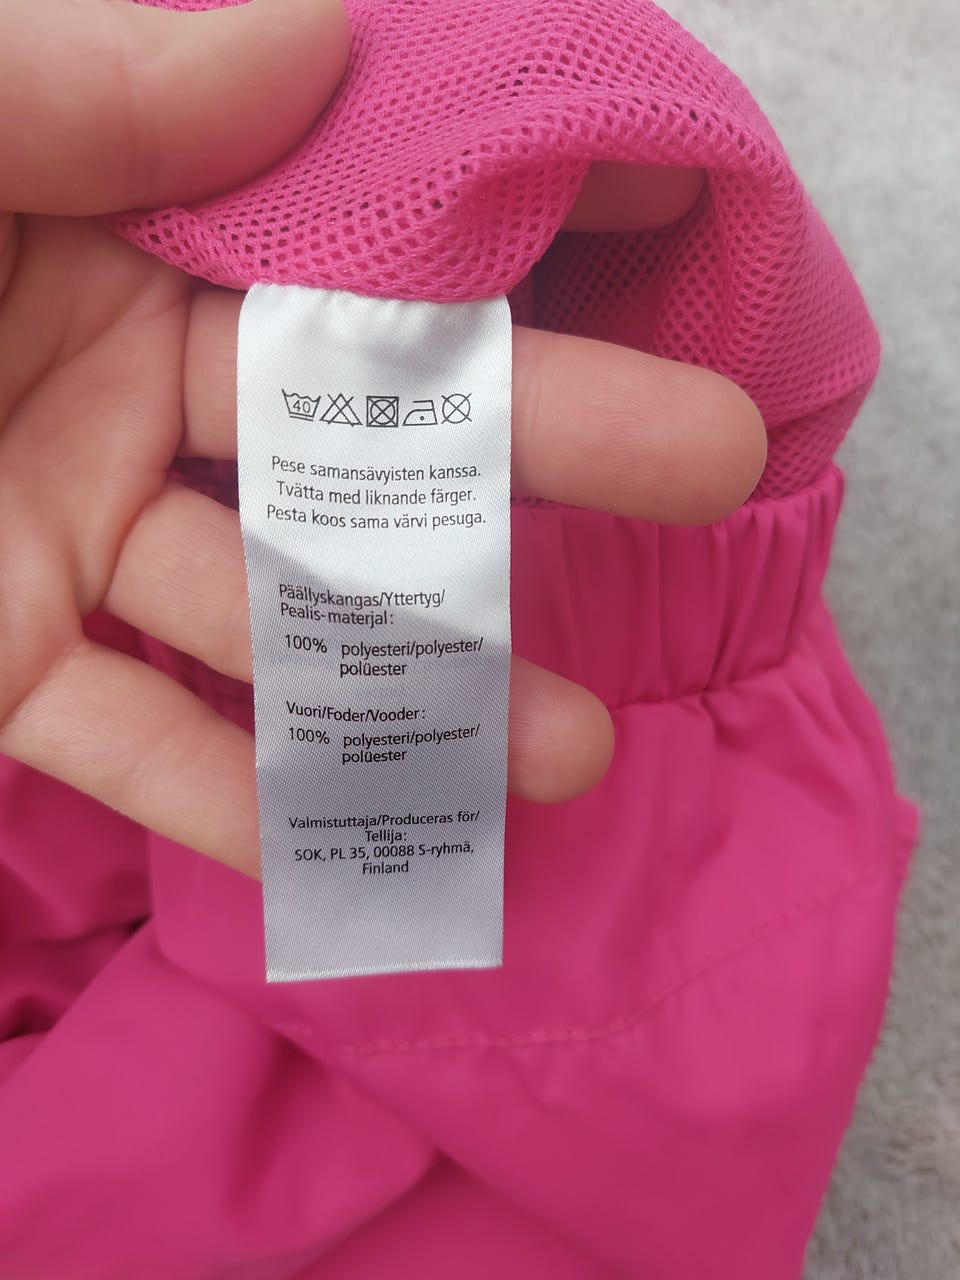 40
Pese samansävyisten kanssa.
Tvätta med liknande färger.
Pesta koos sama värvi pesuga.
Päällyskangas/Yttertyg/
Pealis-materjal:
100% polyesteri/polyester/
polüester
Vuori/Foder/Vooder:
100% polyesteri/polyester/
polüester
Valmistuttaja/Produceras för/
Tellija:
SOK, PL 35, 00088 S-ryhmä,
Finland